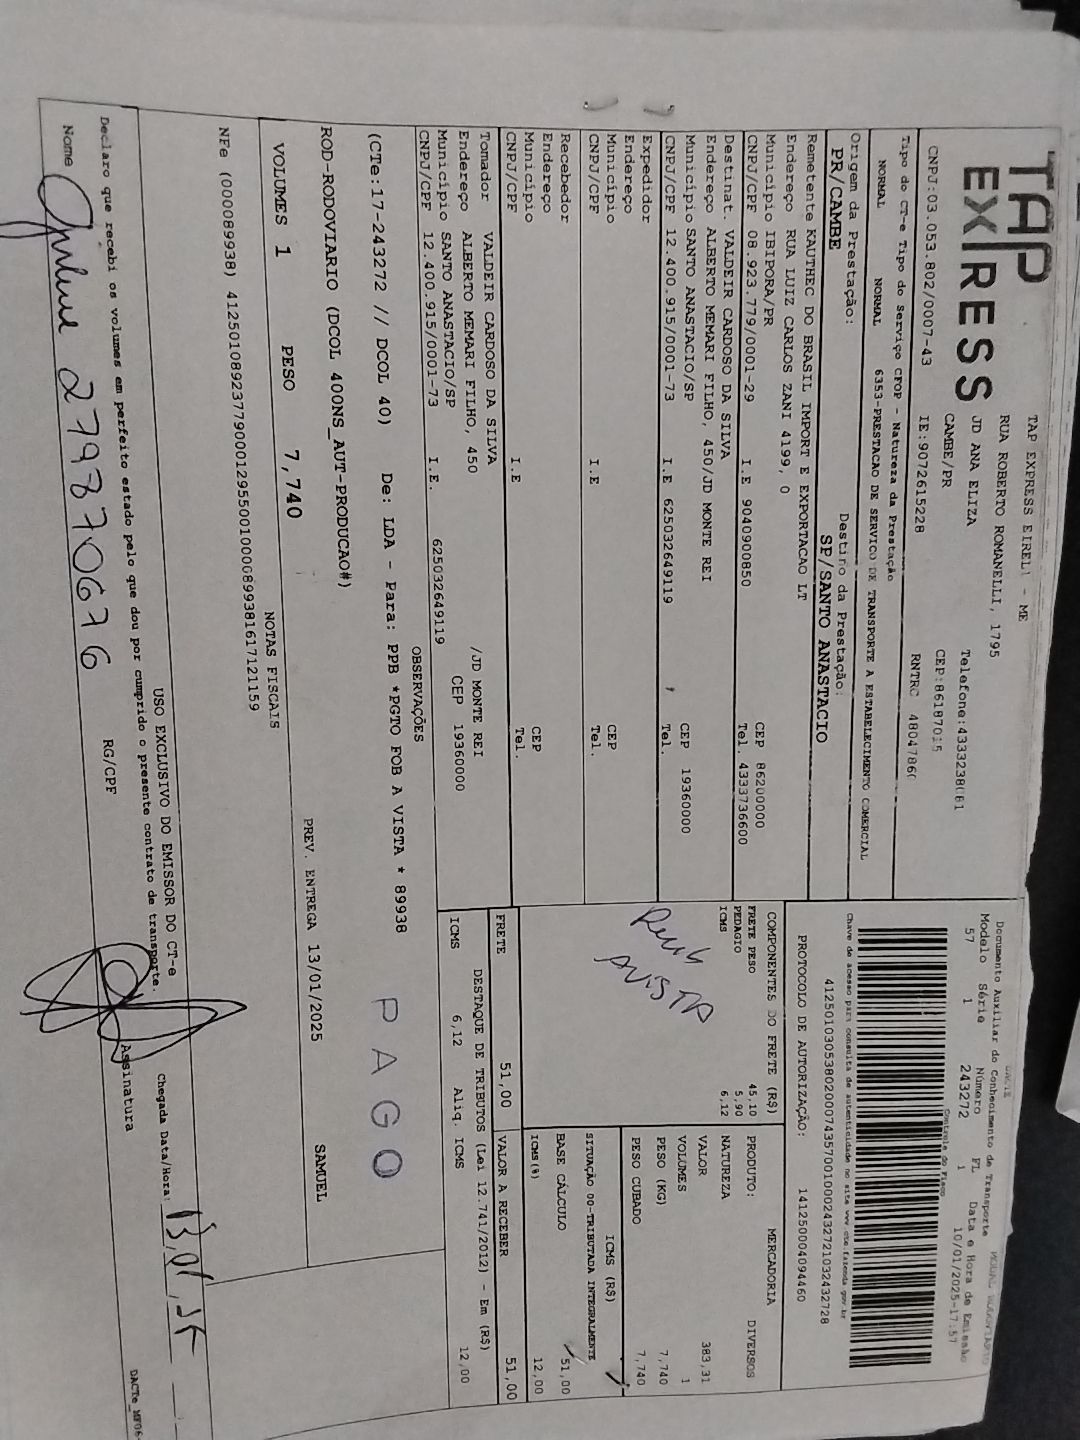 TAP
EXPRESS
TAP EXPRESS EIRELI - ME
RUA ROBERTO ROMANELLI, 1795
JD ANA ELIZA
CAMBE/PR
CEP:86187015
CNPJ:03.053.802/0007-43
IE:9072615228
RNTRC
Tipo do CT-e Tipo do Serviço CFOP - Natureza da Prestação
NORMAL NORMAL 6353-PRESTACAO DE SERVICO DE TRANSPORTE A ESTABELECIMENTO COMERCIAL
Origem da Prestação: Destino da Prestação:
PR/CAMBE SP/SANTO ANASTACIO
Documento Auxiliar do Conhecimento de Transporte
Modelo Série Número FL Data e Hora de Emissão
57 1 243272 1 10/01/2025-17:57
Controle do Fisco
Chave de acesso para consulta de autenticidade no site www.cte.fazenda.gov.br
PROTOCOLO DE AUTORIZAÇÃO: 141250004094460
Remetente KAUTHEC DO BRASIL IMPORT E EXPORTACAO LT
Endereço RUA LUIZ CARLOS ZANI 4199, 0
Município IBIPORA/PR CEP 86200000
CNPJ/CPF 08.923.779/0001-29 I.E 9040900850 Tel. 4333736600
Destinat. VALDEIR CARDOSO DA SILVA
Endereço ALBERTO MEMARI FILHO, 450/JD MONTE REI
Município SANTO ANASTACIO/SP CEP 19360000
CNPJ/CPF 12.400.915/0001-73 I.E 625032649119 Tel.
Expedidor
Endereço
Município CEP
CNPJ/CPF I.E Tel.
Recebedor
Endereço
Município CEP
CNPJ/CPF I.E Tel.
Tomador VALDEIR CARDOSO DA SILVA
Endereço ALBERTO MEMARI FILHO, 450 /JD MONTE REI
Município SANTO ANASTACIO/SP CEP 19360000
CNPJ/CPF 12.400.915/0001-73 I.E. 625032649119
COMPONENTES DO FRETE (R$)
FRETE PESO 45,10
PEDAGIO 5,90
ICMS 6,12
AVISTA
MERCADORIA
PRODUTO: DIVERSOS
NATUREZA
VALOR 383,31
VOLUMES 1
PESO (KG) 7,740
PESO CUBADO 7,740
ICMS (R$)
SITUAÇÃO 00-TRIBUTADA INTEGRALMENTE
BASE CÁLCULO 51,00
ICMS (%) 12,00
FRETE 51,00 VALOR A RECEBER 51,00
DESTAQUE DE TRIBUTOS (Lei 12.741/2012) - Em (R$)
ICMS 6,12 Aliq. ICMS 12,00
OBSERVAÇÕES
(CTe:17-243272 // DCOL 40) De: LDA - Para: PPB *PGTO FOB A VISTA * 89938
PAGO
ROD-RODOVIARIO (DCOL 400NS_AUT-PRODUCAO#)
PREV. ENTREGA 13/01/2025 SAMUEL
VOLUMES 1 PESO 7,740
NOTAS FISCAIS
NFe (000089938)
USO EXCLUSIVO DO EMISSOR DO CT-e
Declaro que recebi os volumes em perfeito estado pelo que dou por cumprido o presente contrato de transporte.
Chegada Data/Hora:
Nome 2798870676 RG/CPF Assinatura